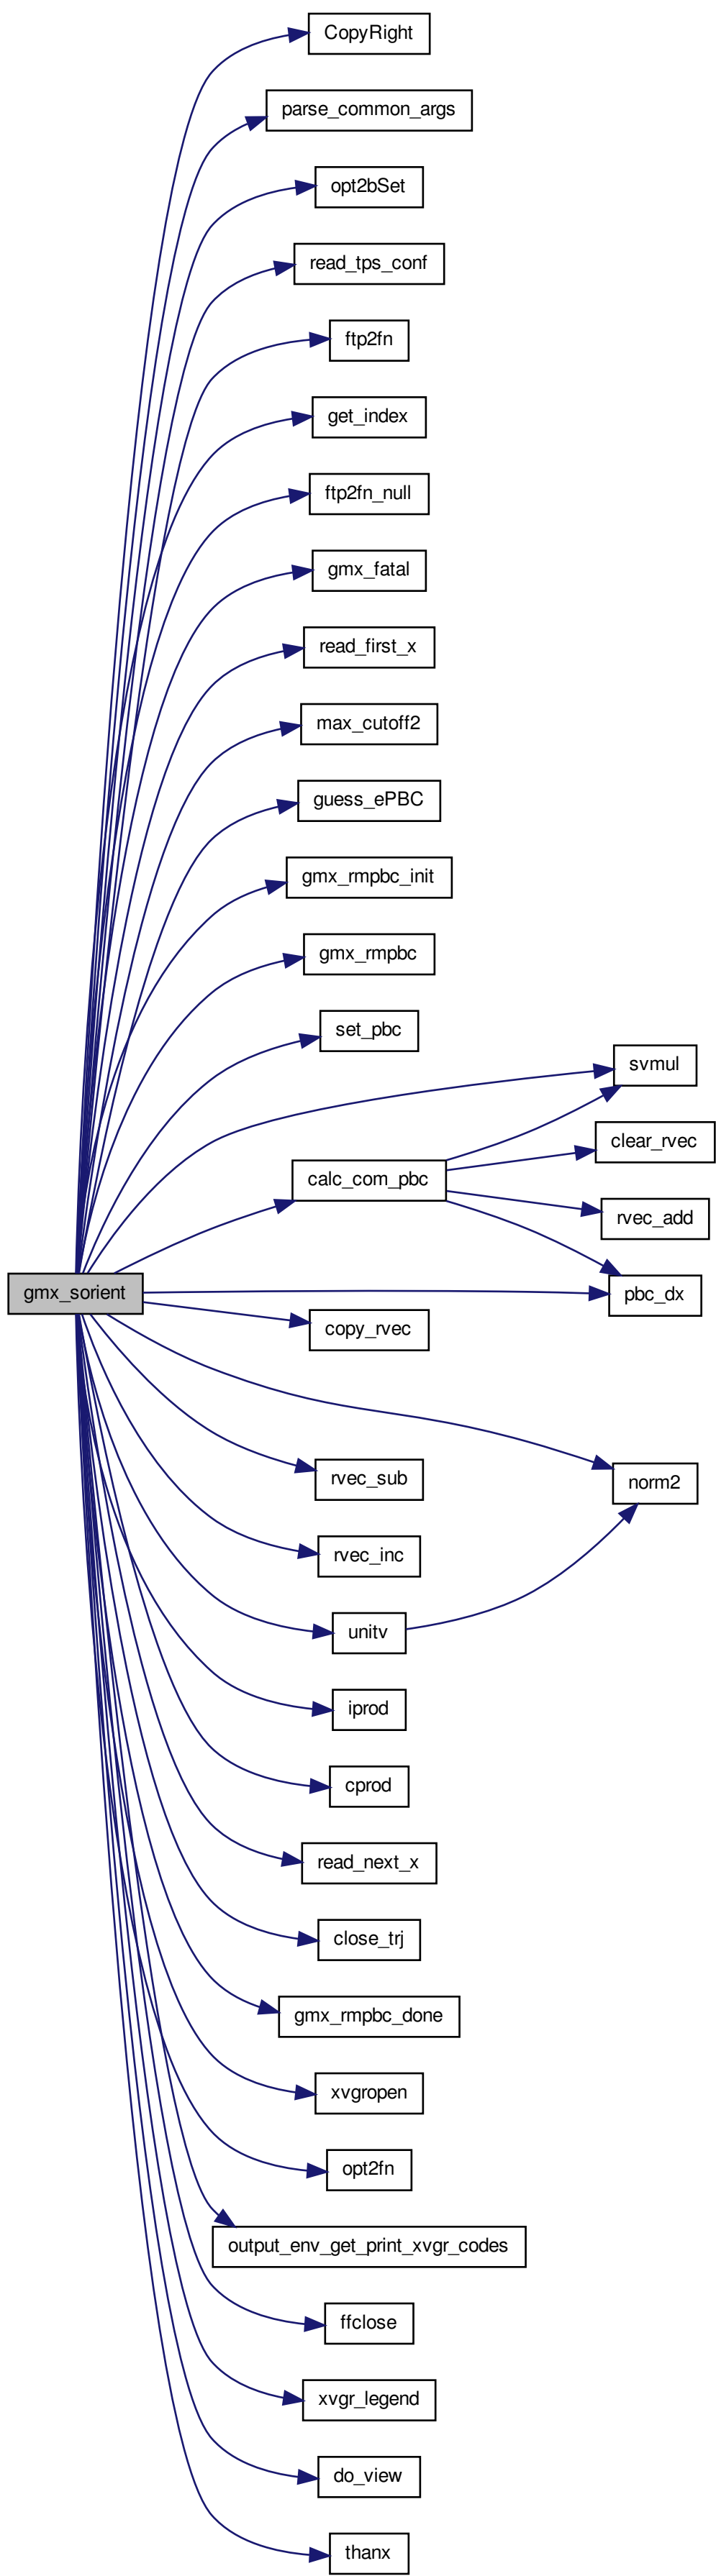 CopyRight
parse_common_args
opt2bSet
read_tps_conf
ftp2fn
get_index
ftp2fn_null
gmx_fatal
read_first_x
max_cutoff2
guess_ePBC
gmx_rmpbc_init
gmx_rmpbc
set_pbc
svmul
clear_rvec
calc_com_pbc
rvec_add
gmx_sorient
pbc_dx
copy_rvec
rvec_sub
norm2
rvec_inc
unitv
iprod
cprod
read_next_x
close_trj
gmx_rmpbc_done
xvgropen
opt2fn
output_env_get_print_xvgr_codes
ffclose
xvgr_legend
do_view
thanx